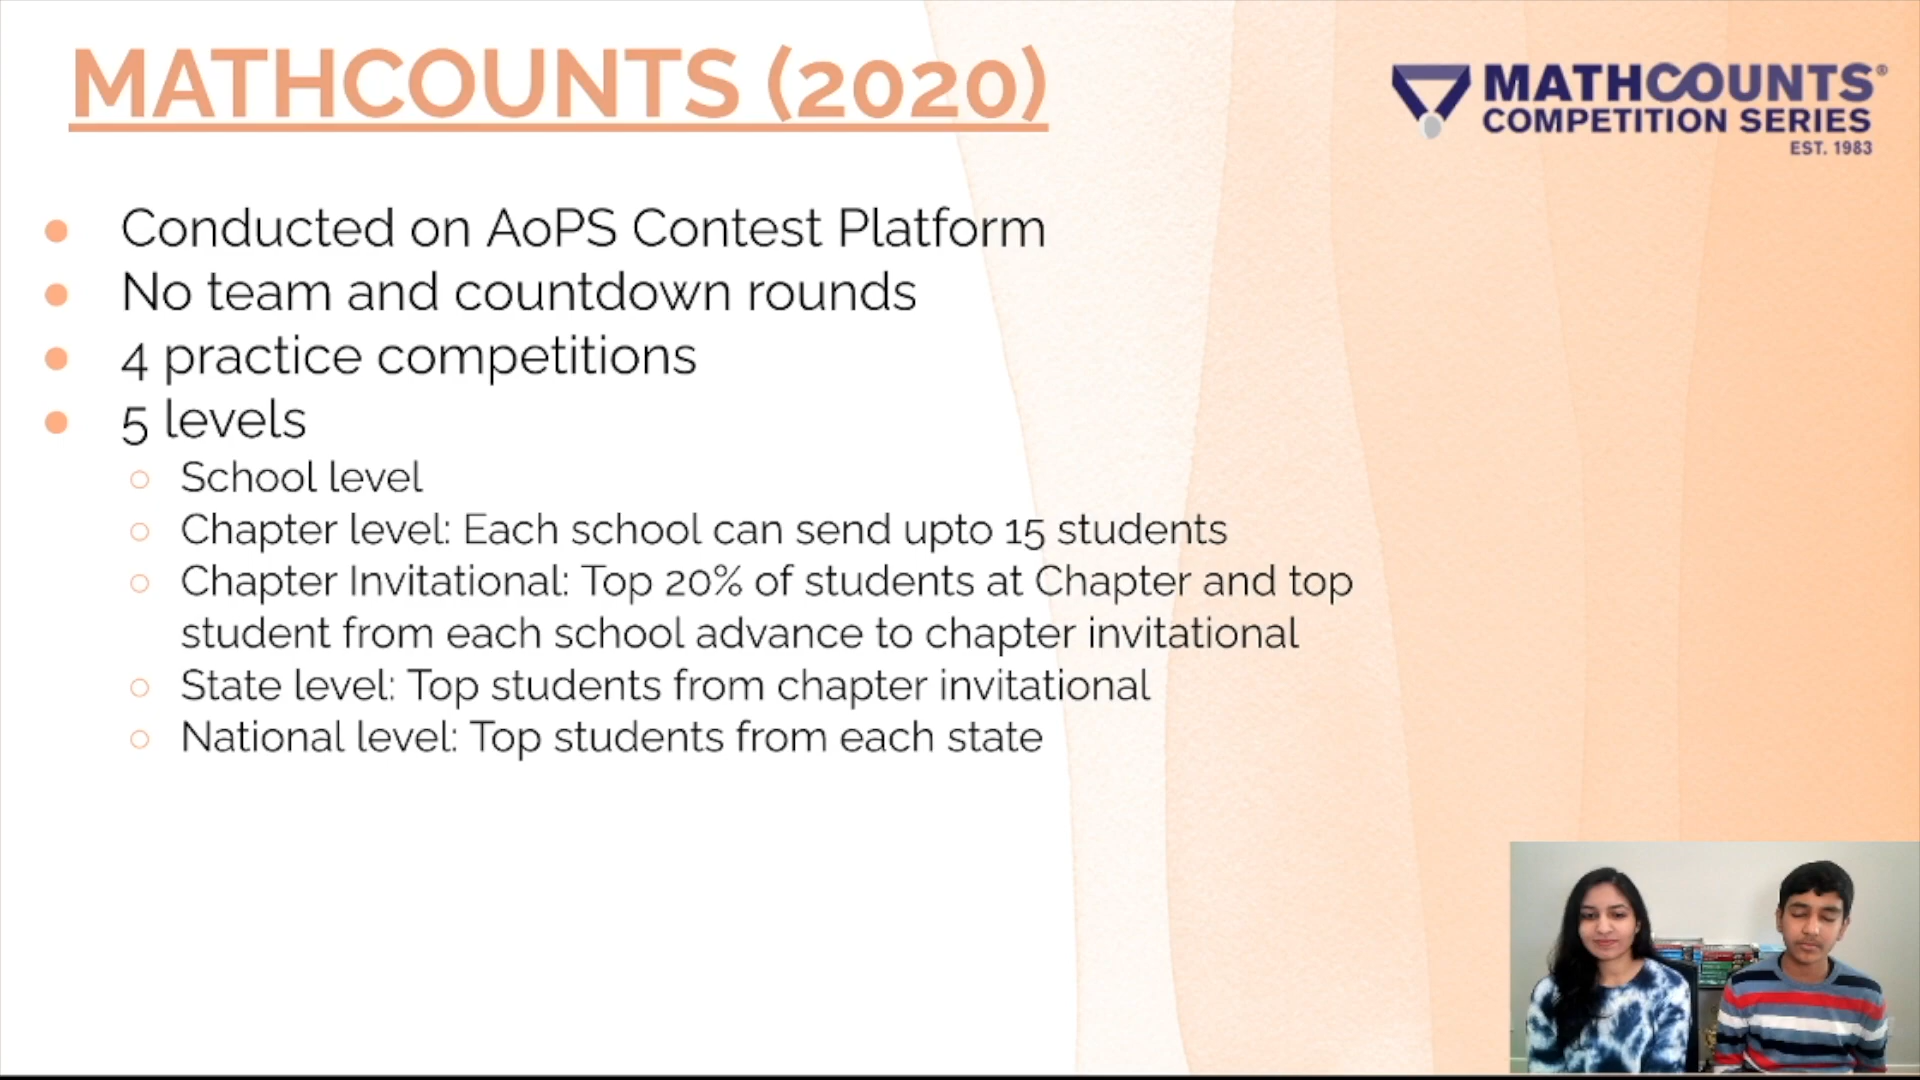 MATHCOUNTS (2020)
MATHCOUNTS®
COMPETITION SERIES
EST. 1983
Conducted on AoPS Contest Platform
No team and countdown rounds
4 practice competitions
5 levels
School level
Chapter level: Each school can send upto 15 students
Chapter Invitational: Top 20% of students at Chapter and top
student from each school advance to chapter invitational
State level: Top students from chapter invitational
National level: Top students from each state